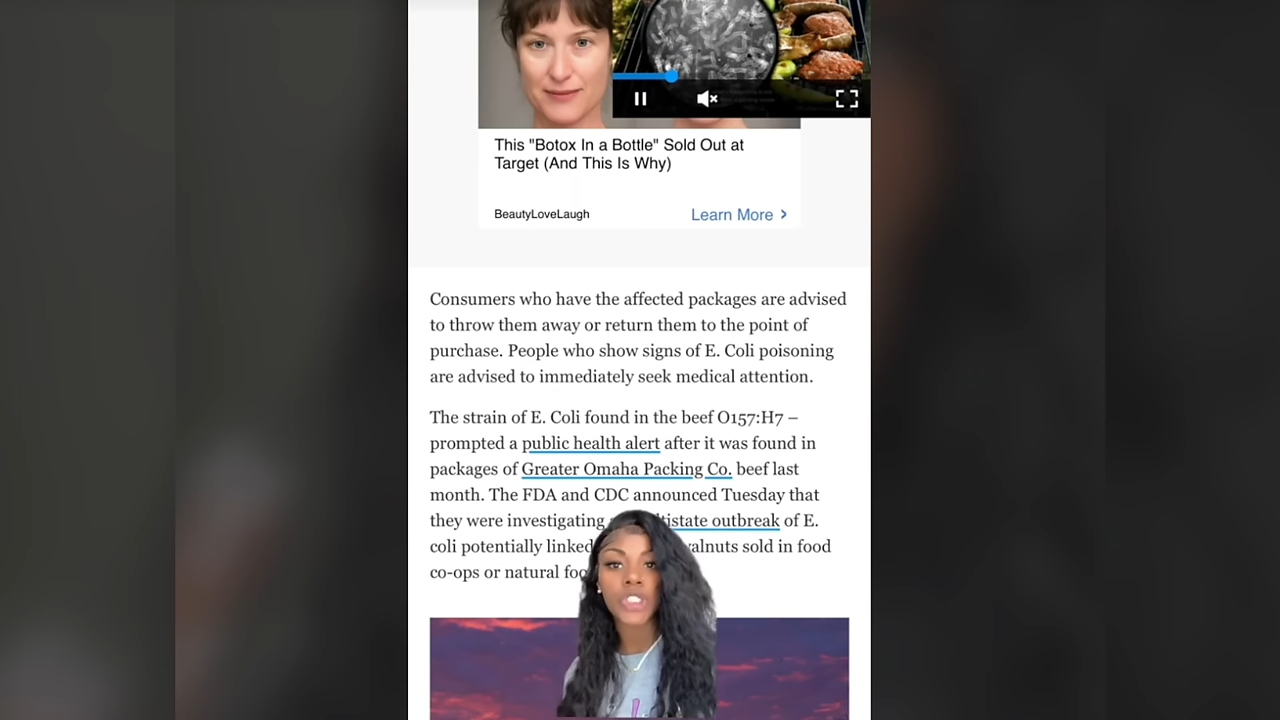 This "Botox In a Bottle" Sold Out at
Target (And This Is Why)
BeautyLoveLaugh
Learn More
Consumers who have the affected packages are advised
to throw them away or return them to the point of
purchase. People who show signs of E. Coli poisoning
are advised to immediately seek medical attention.
The strain of E. Coli found in the beef O157:H7 –
prompted a public health alert after it was found in
packages of Greater Omaha Packing Co. beef last
month. The FDA and CDC announced Tuesday that
they were investigating outbreak of E.
coli potentially linked sold in food
co-ops or natural